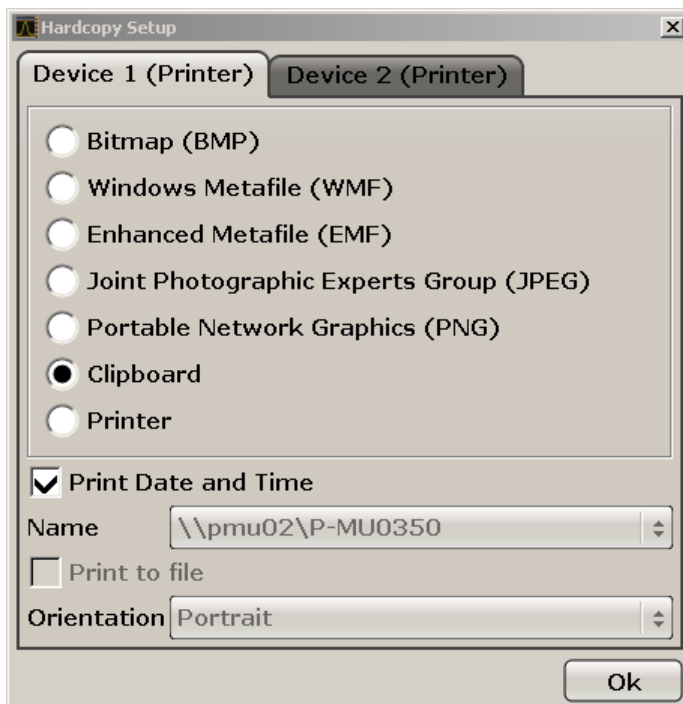 Hardcopy Setup
Device 1 (Printer) Device 2 (Printer)
Bitmap (BMP)
Windows Metafile (WMF)
Enhanced Metafile (EMF)
Joint Photographic Experts Group (JPEG)
Portable Network Graphics (PNG)
Clipboard
Printer
Print Date and Time
Name \\pmu02\P-MU0350
Print to file
Orientation Portrait
Ok